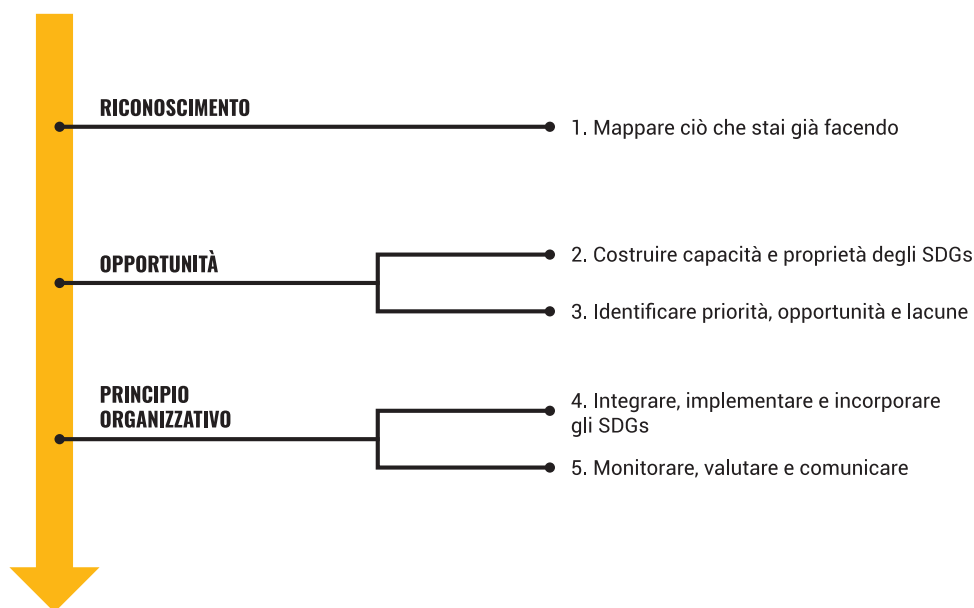 RICONOSCIMENTO
1. Mappare ciò che stai già facendo
OPPORTUNITÀ
2. Costruire capacità e proprietà degli SDGs
3. Identificare priorità, opportunità e lacune
PRINCIPIO
ORGANIZZATIVO
4. Integrare, implementare e incorporare
gli SDGs
5. Monitorare, valutare e comunicare